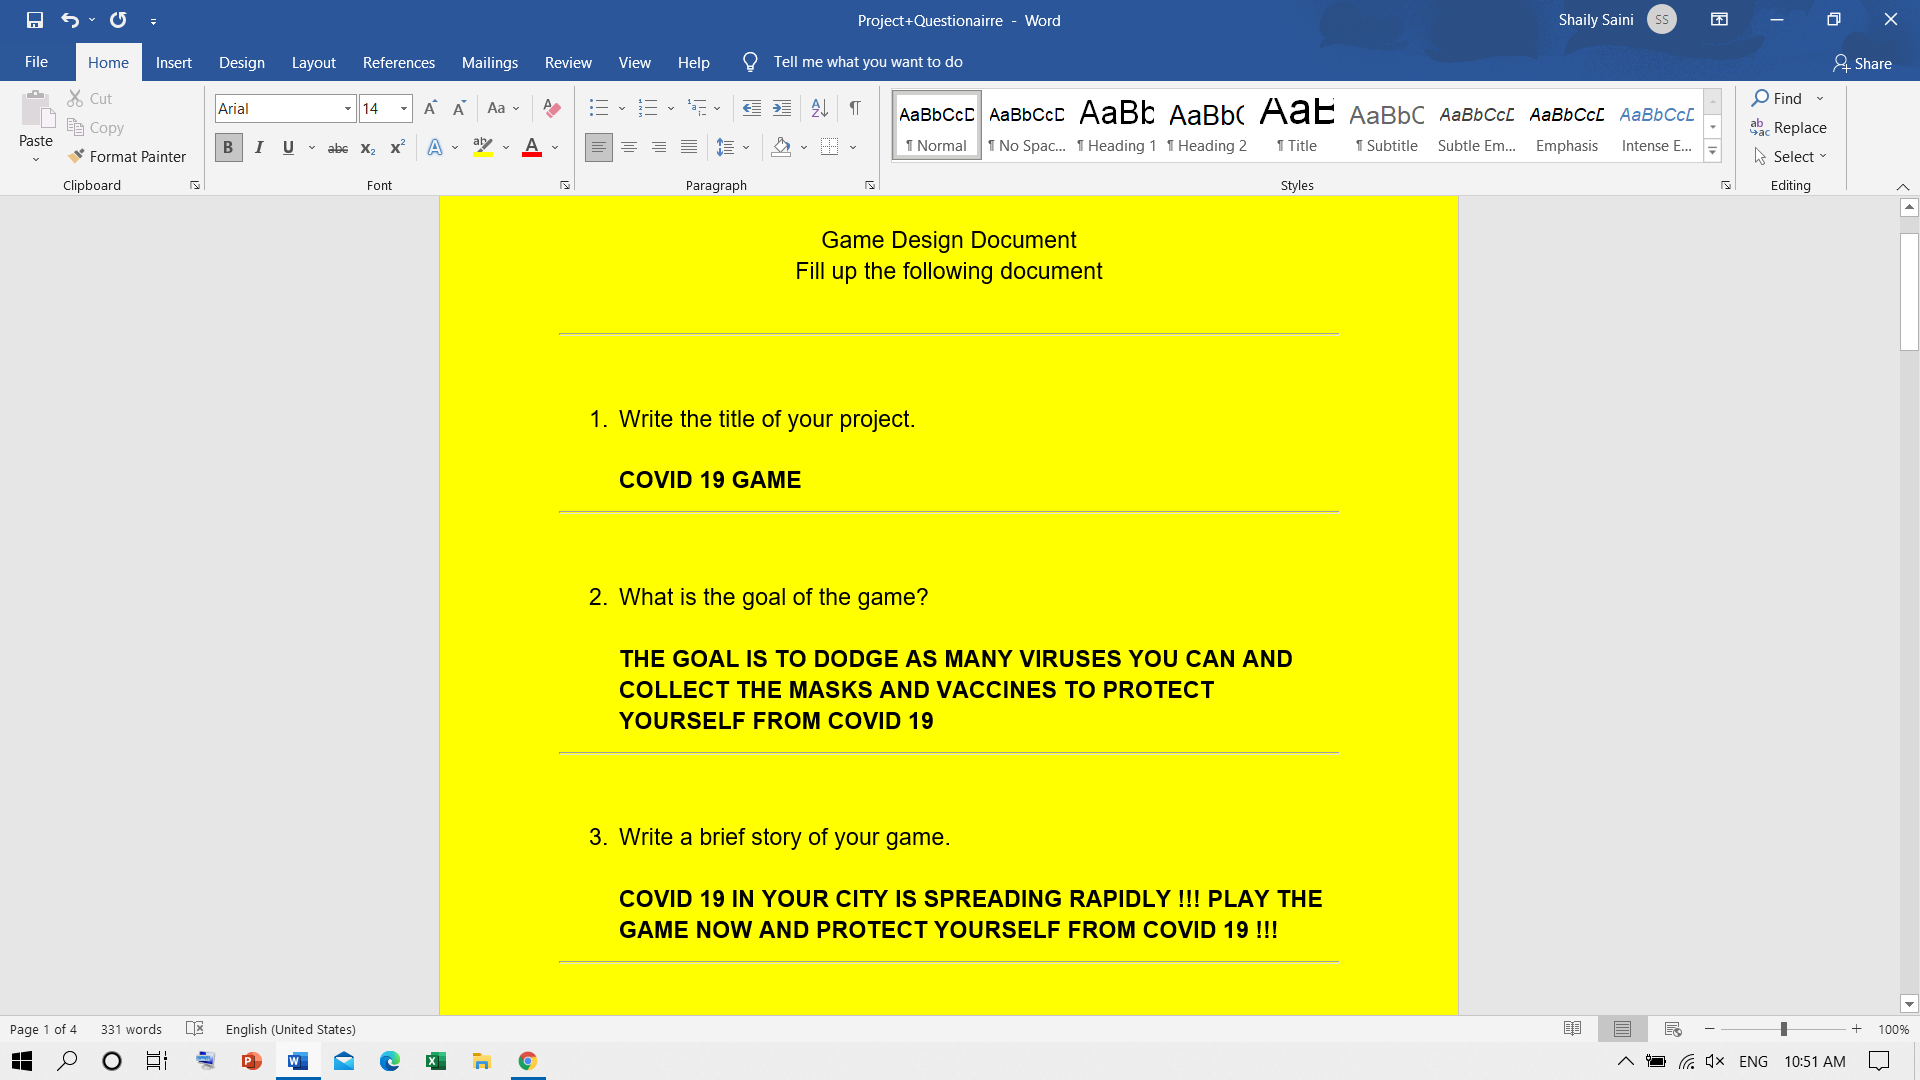 Project+Questionairre - Word
Shaily Saini
SS
File
Home
Insert
Design
Layout
References
Mailings
Review
View
Help
Tell me what you want to do
Share
Paste
Cut
Copy
Format Painter
Clipboard
Arial
14
Font
Paragraph
AaBbCcD
¶ Normal
AaBbCcD
¶ No Spac...
AaBb
¶ Heading 1
AaBbC
¶ Heading 2
AaB
¶ Title
AaBbC
¶ Subtitle
AaBbCcD
Subtle Em...
AaBbCcD
Emphasis
AaBbCcD
Intense E...
Styles
Find
Replace
Select
Editing
Game Design Document
Fill up the following document
1. Write the title of your project.
COVID 19 GAME
2. What is the goal of the game?
THE GOAL IS TO DODGE AS MANY VIRUSES YOU CAN AND
COLLECT THE MASKS AND VACCINES TO PROTECT
YOURSELF FROM COVID 19
3. Write a brief story of your game.
COVID 19 IN YOUR CITY IS SPREADING RAPIDLY !!! PLAY THE
GAME NOW AND PROTECT YOURSELF FROM COVID 19 !!!
Page 1 of 4
331 words
English (United States)
100%
ENG
10:51 AM